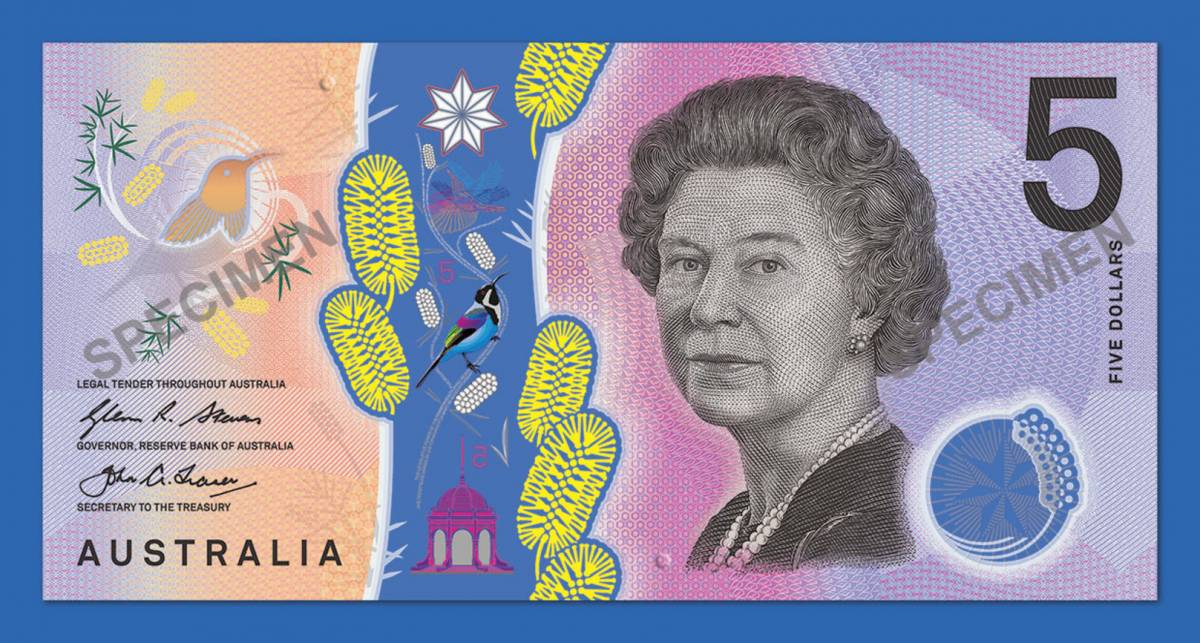 SPECIMEN
LEGAL TENDER THROUGHOUT AUSTRALIA
Glenn R. Stevens
GOVERNOR, RESERVE BANK OF AUSTRALIA
John A. Fraser
SECRETARY TO THE TREASURY
AUSTRALIA
5
5
5
FIVE DOLLARS
SPECIMEN